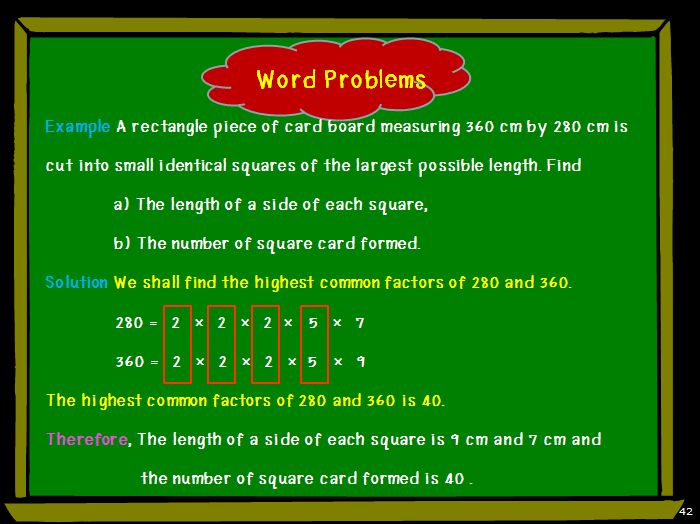 Word Problems
Example A rectangle piece of card board measuring 360 cm by 280 cm is
cut into small identical squares of the largest possible length. Find
a) The length of a side of each square,
b) The number of square card formed.
Solution We shall find the highest common factors of 280 and 360.
280 = 2 × 2 × 2 × 5 × 7
360 = 2 × 2 × 2 × 5 × 9
The highest common factors of 280 and 360 is 40.
Therefore, The length of a side of each square is 9 cm and 7 cm and
the number of square card formed is 40 .
42